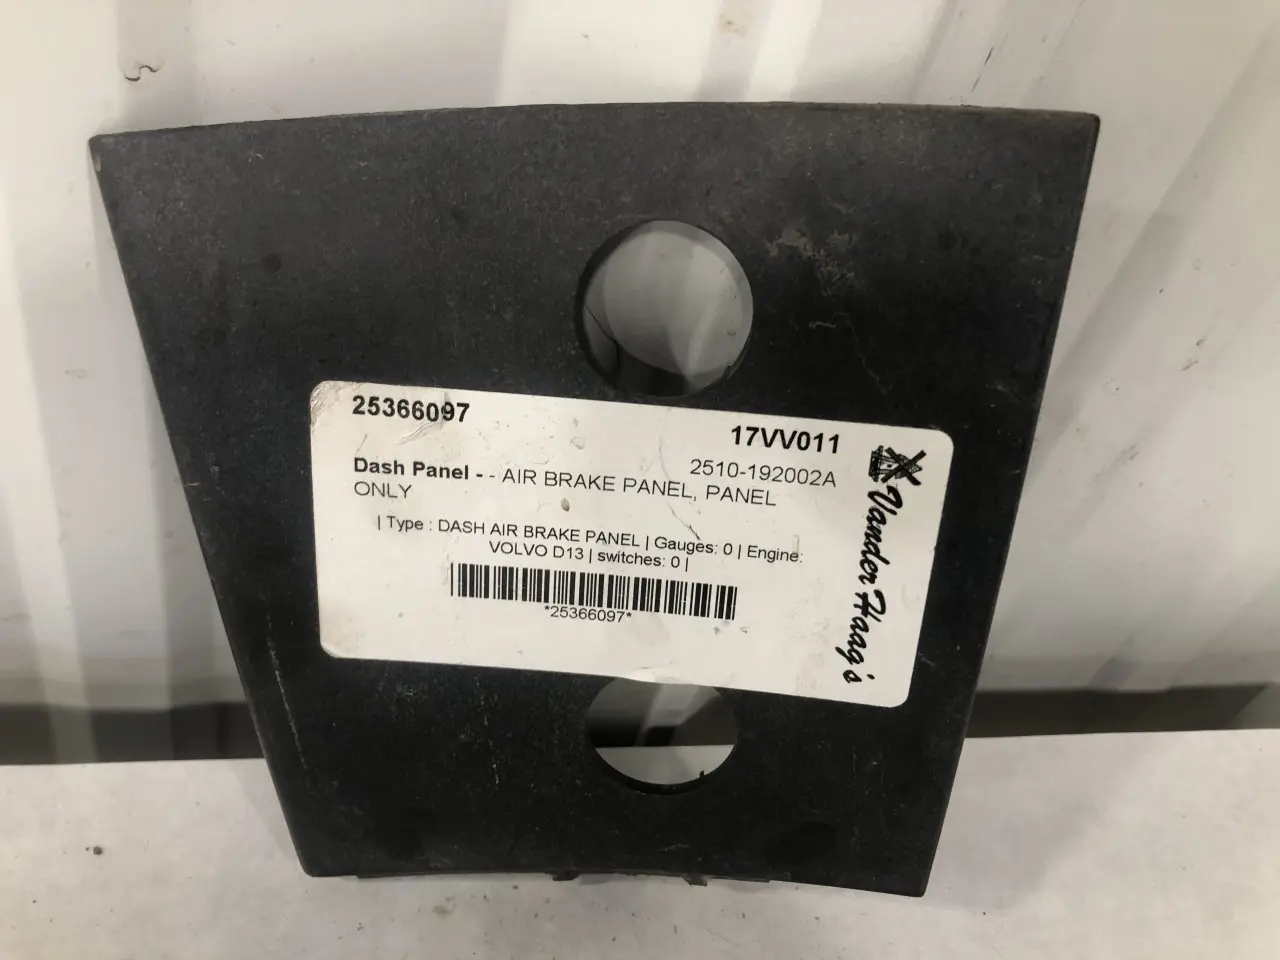 25366097
17VV011
2510-192002A
Dash Panel - - AIR BRAKE PANEL, PANEL
ONLY
| Type : DASH AIR BRAKE PANEL | Gauges: 0 | Engine:
VOLVO D13 | switches: 0 |
*25366097*
Vander Haag's